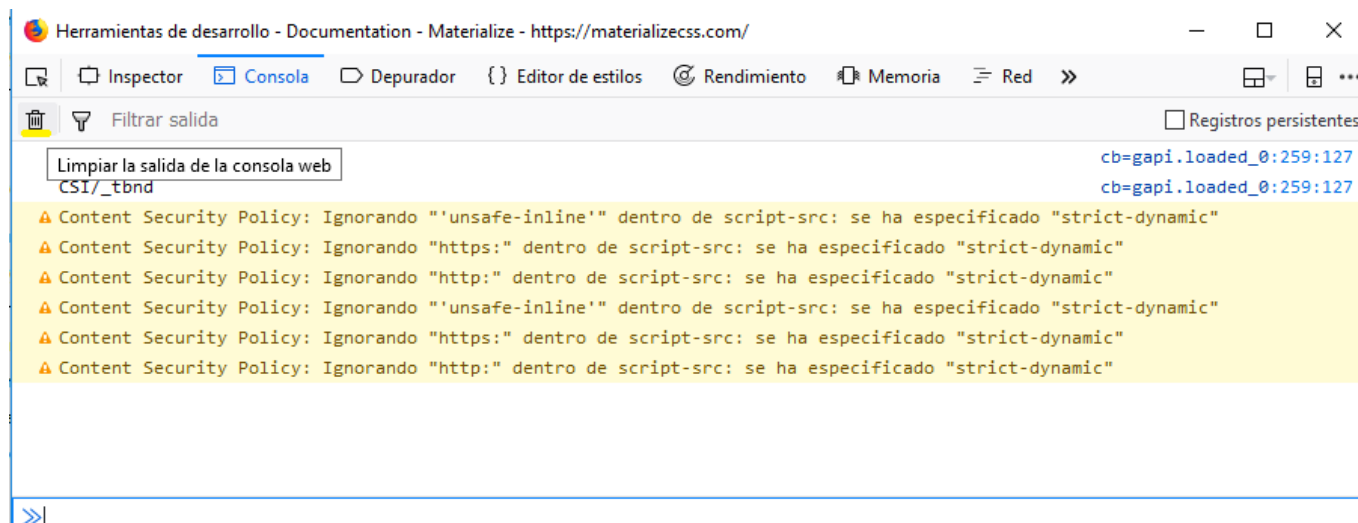 Herramientas de desarrollo - Documentation - Materialize - https://materializecss.com/
Inspector Consola Depurador { } Editor de estilos Rendimiento Memoria Red »
Filtrar salida Registros persistentes
cb=gapi.loaded_0:259:127
Limpiar la salida de la consola web
CSI/_tbnd cb=gapi.loaded_0:259:127
Content Security Policy: Ignorando "'unsafe-inline'" dentro de script-src: se ha especificado "strict-dynamic"
Content Security Policy: Ignorando "https:" dentro de script-src: se ha especificado "strict-dynamic"
Content Security Policy: Ignorando "http:" dentro de script-src: se ha especificado "strict-dynamic"
Content Security Policy: Ignorando "'unsafe-inline'" dentro de script-src: se ha especificado "strict-dynamic"
Content Security Policy: Ignorando "https:" dentro de script-src: se ha especificado "strict-dynamic"
Content Security Policy: Ignorando "http:" dentro de script-src: se ha especificado "strict-dynamic"